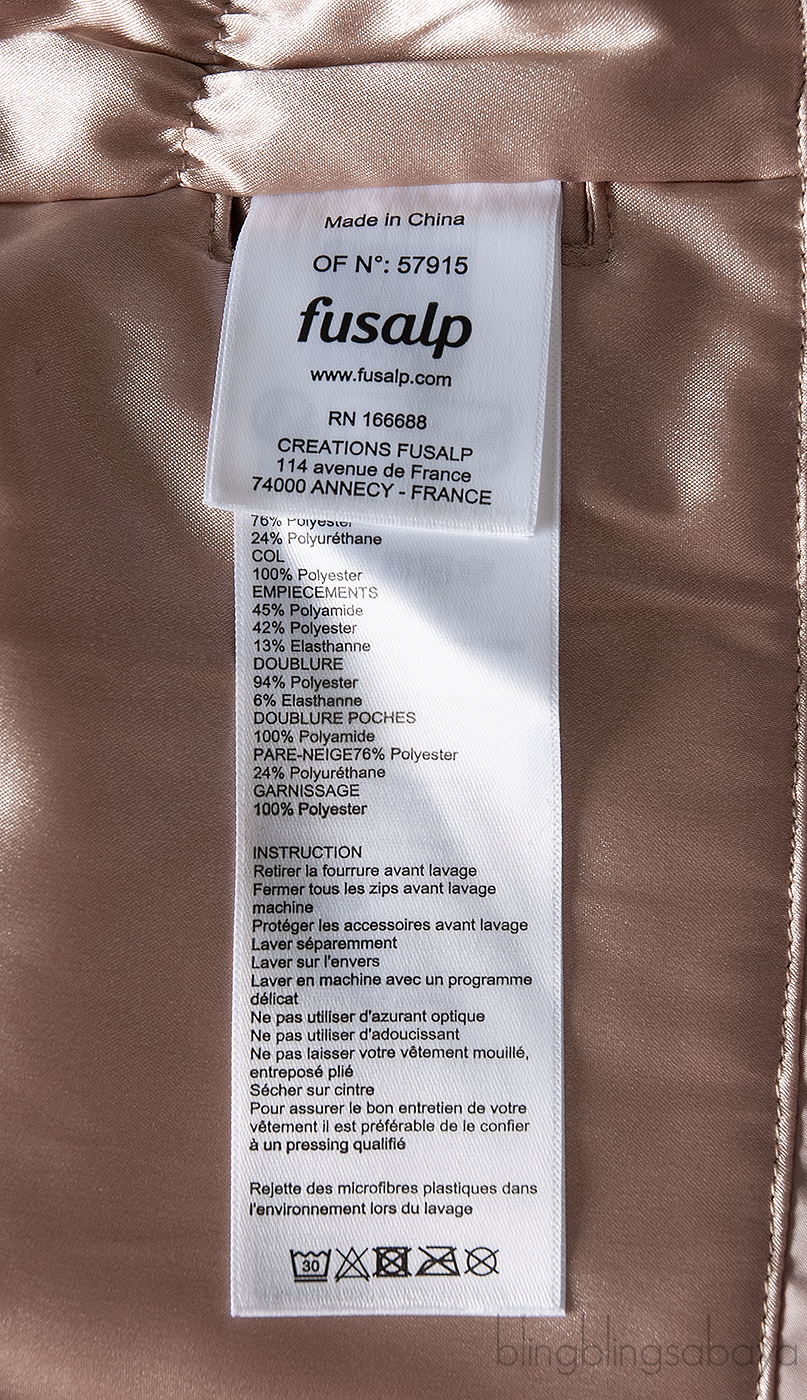 Made in China
OF N°: 57915
fusalp
www.fusalp.com
RN 166688
CREATIONS FUSALP
114 avenue de France
74000 ANNECY - FRANCE
76% Polyester
24% Polyuréthane
COL
100% Polyester
EMPIECEMENTS
45% Polyamide
42% Polyester
13% Elasthanne
DOUBLURE
94% Polyester
6% Elasthanne
DOUBLURE POCHES
100% Polyamide
PARE-NEIGE76% Polyester
24% Polyuréthane
GARNISSAGE
100% Polyester
INSTRUCTION
Retirer la fourrure avant lavage
Fermer tous les zips avant lavage
machine
Protéger les accessoires avant lavage
Laver séparemment
Laver sur l'envers
Laver en machine avec un programme
délicat
Ne pas utiliser d'azurant optique
Ne pas utiliser d'adoucissant
Ne pas laisser votre vêtement mouillé,
entreposé plié
Sécher sur cintre
Pour assurer le bon entretien de votre
vêtement il est préférable de le confier
à un pressing qualifié
Rejette des microfibres plastiques dans
l'environnement lors du lavage
30
blingblingsabaya